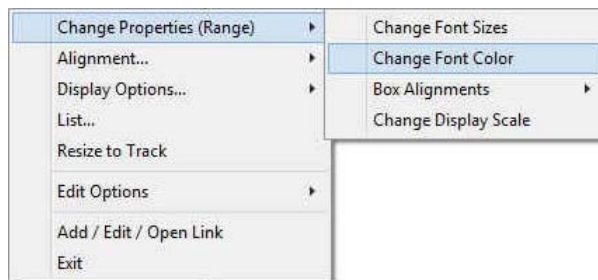 Change Properties (Range)
Alignment...
Display Options...
List...
Resize to Track
Edit Options
Add / Edit / Open Link
Exit
Change Font Sizes
Change Font Color
Box Alignments
Change Display Scale